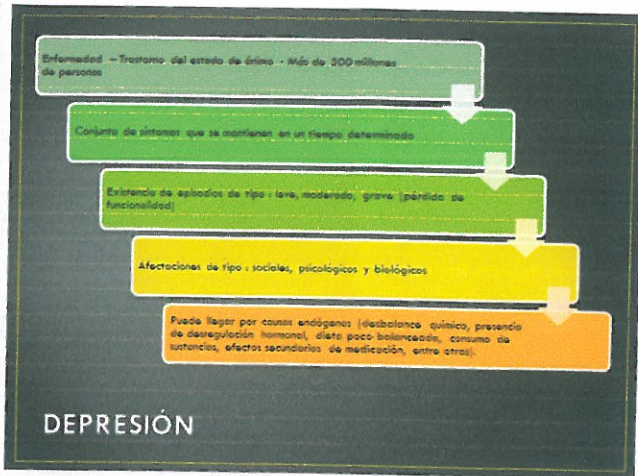 Enfermedad – Trastorno del estado de ánimo - Más de 300 millones
de personas
Conjunto de síntomas que se mantienen en un tiempo determinado
Existencia de episodios de tipo : leve, moderado, grave (pérdida de
funcionalidad)
Afectaciones de tipo : sociales, psicológicos y biológicos
Puede llegar por causas endógenas (desbalance químico, presencia
de desregulación hormonal, dieta poco balanceada, consumo de
sustancias, efectos secundarios de medicación, entre otras).
DEPRESIÓN